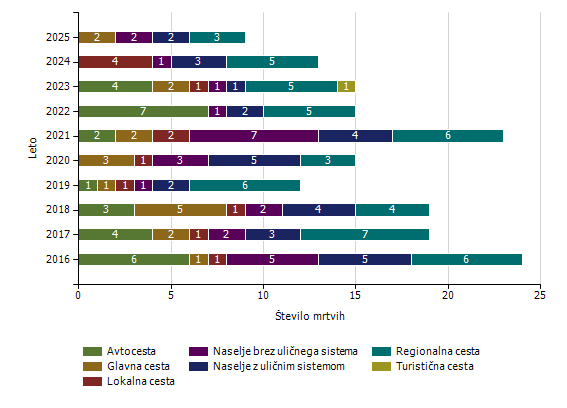 2025 2 2 2 3
2024 4 1 3 5
2023 4 2 1 1 1 5 1
2022 7 1 2 5
2021 2 2 2 7 4 6
2020 3 1 3 5 3
2019 1 1 1 1 2 6
2018 3 5 1 2 4 4
2017 4 2 1 2 3 7
2016 6 1 1 5 5 6
Leto
0 5 10 15 20 25
Število mrtvih
Avtocesta Naselje brez uličnega sistema Regionalna cesta
Glavna cesta Naselje z uličnim sistemom Turistična cesta
Lokalna cesta